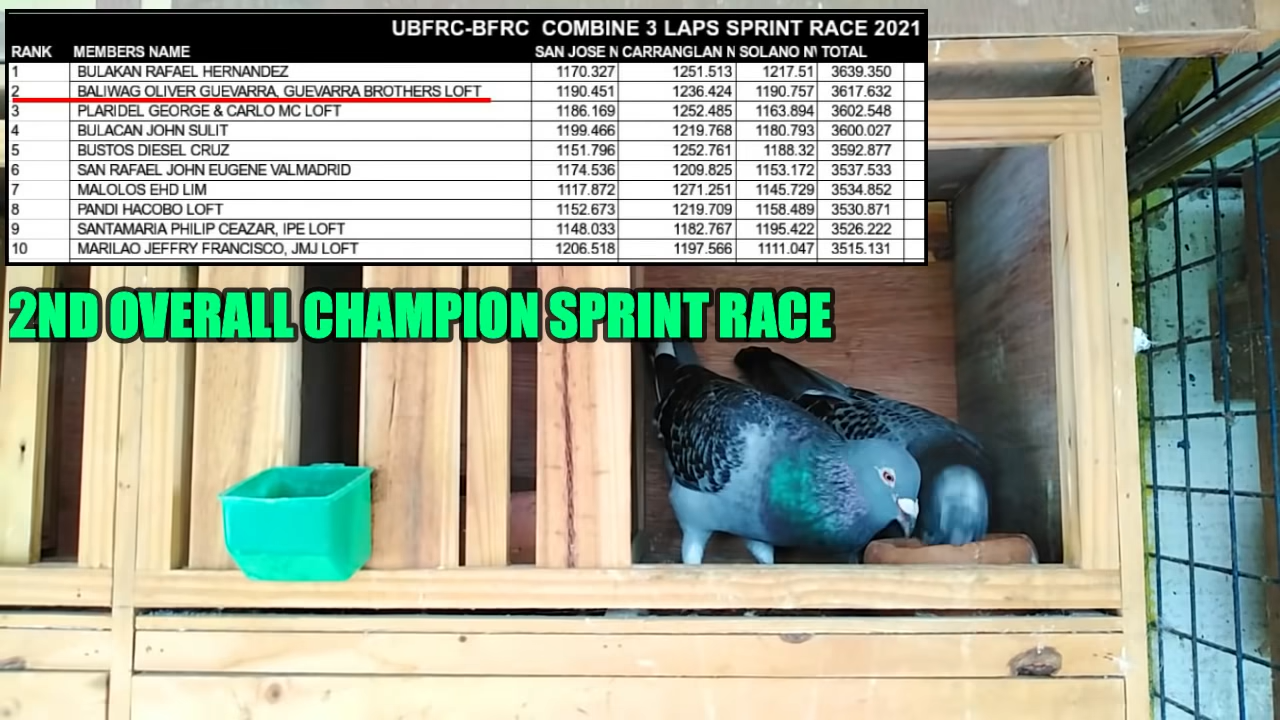 UBFRC-BFRC COMBINE 3 LAPS SPRINT RACE 2021
RANK MEMBERS NAME SAN JOSE N CARRANGLAN N SOLANO NV TOTAL
1 BULAKAN RAFAEL HERNANDEZ 1170.327 1251.513 1217.51 3639.350
2 BALIWAG OLIVER GUEVARRA, GUEVARRA BROTHERS LOFT 1190.451 1236.424 1190.757 3617.632
3 PLARIDEL GEORGE & CARLO MC LOFT 1186.169 1252.485 1163.894 3602.548
4 BULACAN JOHN SULIT 1199.466 1219.768 1180.793 3600.027
5 BUSTOS DIESEL CRUZ 1151.796 1252.761 1188.32 3592.877
6 SAN RAFAEL JOHN EUGENE VALMADRID 1174.536 1209.825 1153.172 3537.533
7 MALOLOS EHD LIM 1117.872 1271.251 1145.729 3534.852
8 PANDI HACOBO LOFT 1152.673 1219.709 1158.489 3530.871
9 SANTAMARIA PHILIP CEAZAR, IPE LOFT 1148.033 1182.767 1195.422 3526.222
10 MARILAO JEFFRY FRANCISCO, JMJ LOFT 1206.518 1197.566 1111.047 3515.131
2ND OVERALL CHAMPION SPRINT RACE